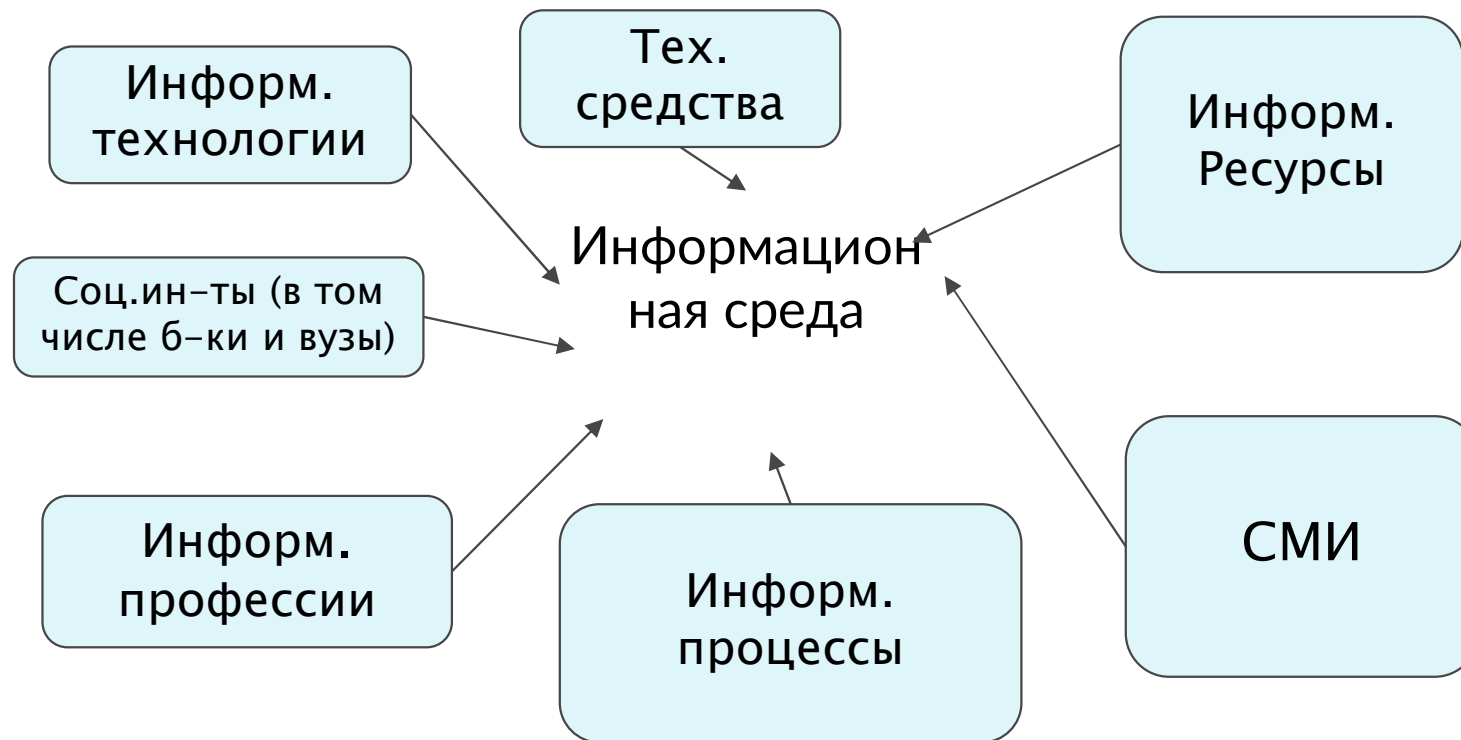 Тех.
средства
Информ.
технологии
Информ.
Ресурсы
Информацион
ная среда
Соц.ин-ты (в том
числе б-ки и вузы)
Информ.
профессии
Информ.
процессы
СМИ